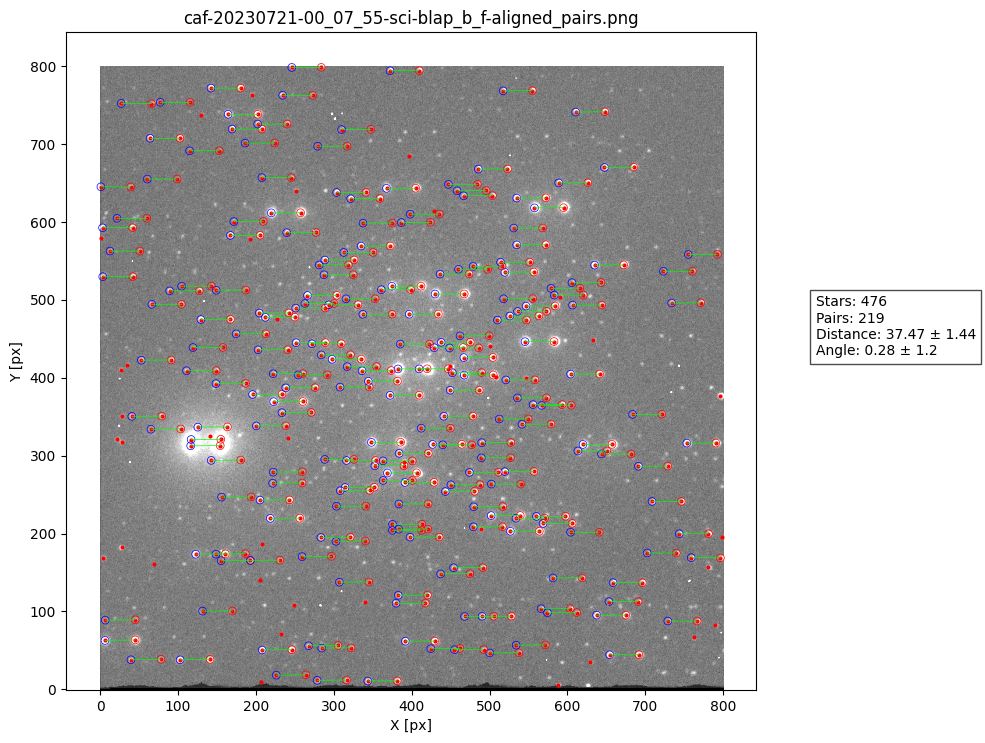 caf-20230721-00_07_55-sci-blap_b_f-aligned_pairs.png
800
700
600
500
400
300
200
100
0
Y [px]
0 100 200 300 400 500 600 700 800
X [px]
Stars: 476
Pairs: 219
Distance: 37.47 ± 1.44
Angle: 0.28 ± 1.2